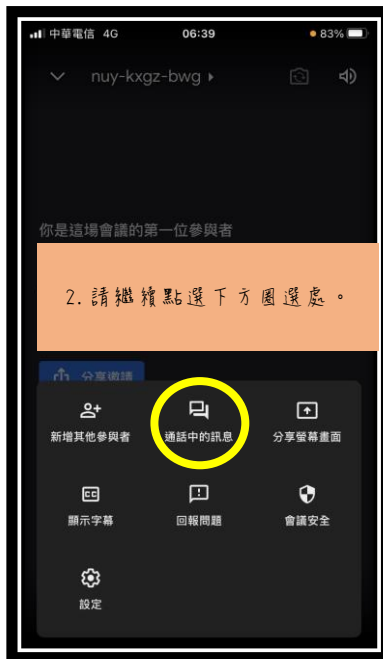 中華電信 4G 06:39 83%
nuy-kxgz-bwg
你是這場會議的第一位參與者
2.請繼續點選下方圈選處。
分享邀請
新增其他參與者 通話中的訊息 分享螢幕畫面
CC
顯示字幕 回報問題 會議安全
設定